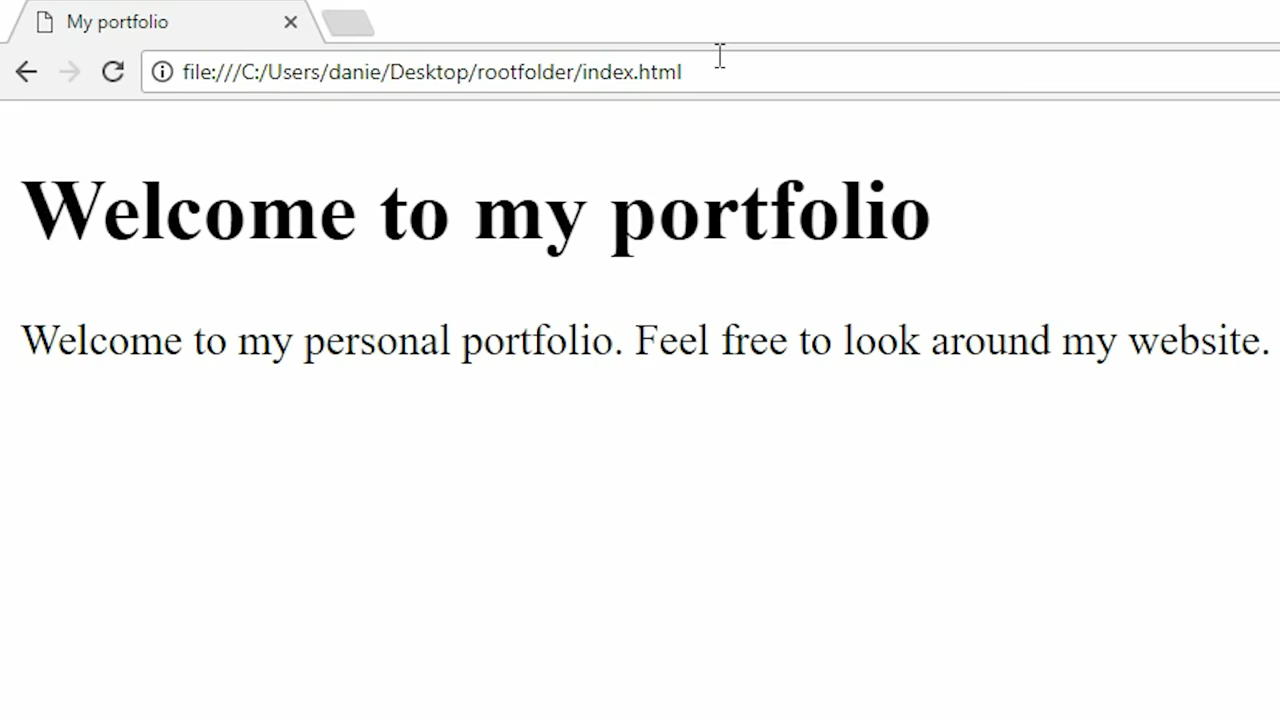 My portfolio
file:///C:/Users/danie/Desktop/rootfolder/index.html
Welcome to my portfolio
Welcome to my personal portfolio. Feel free to look around my website.